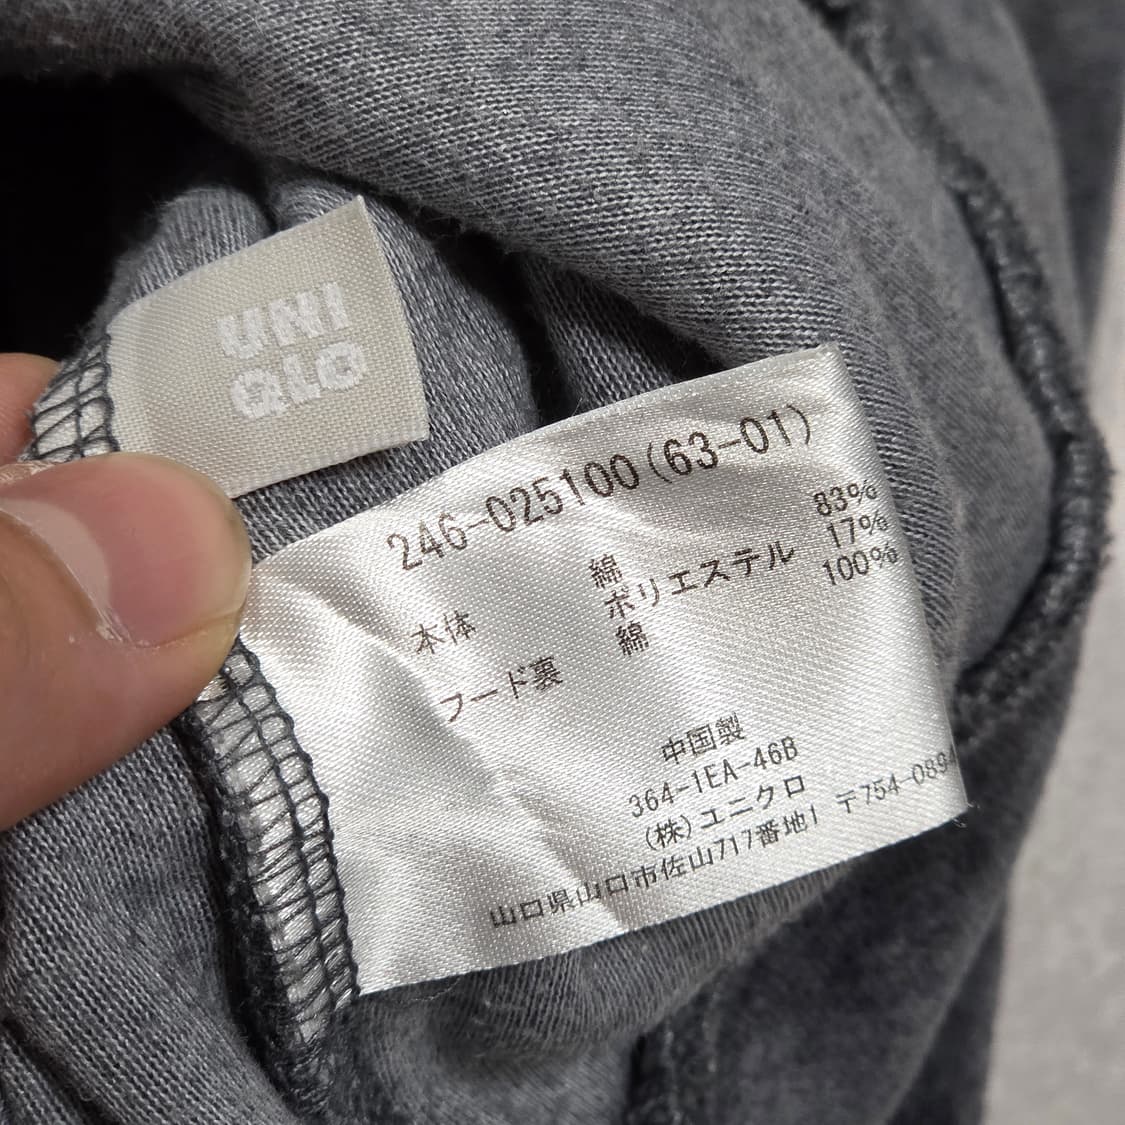 UNI
QLO
246-025100(63-01)
本体 綿 83%
ポリエステル 17%
フード裏 綿 100%
中国製
364-1EA-46B
(株)ユニクロ
山口県山口市佐山717番地1 〒754-0894